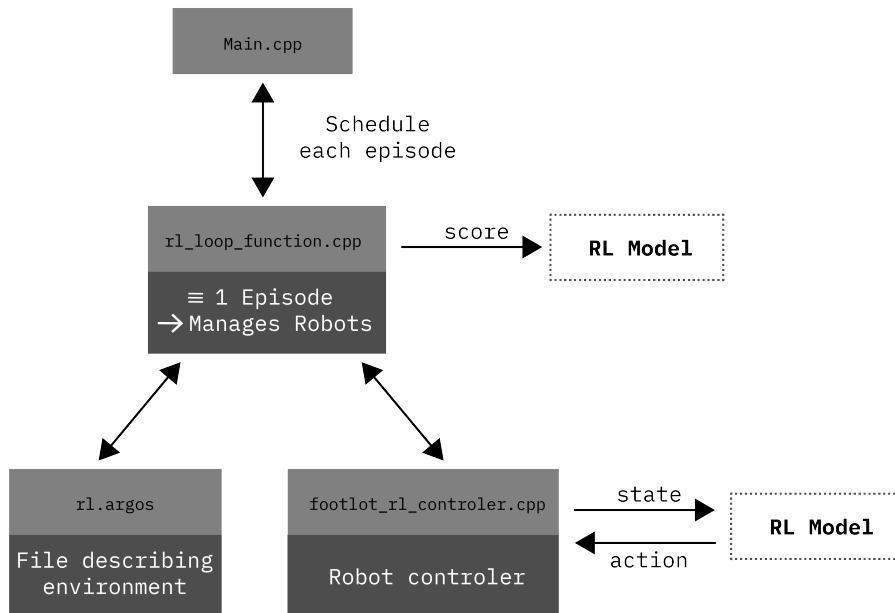 Main.cpp
Schedule
each episode
rl_loop_function.cpp
score
RL Model
≡ 1 Episode
→ Manages Robots
rl.argos
File describing
environment
footlot_rl_controler.cpp
Robot controler
state
action
RL Model